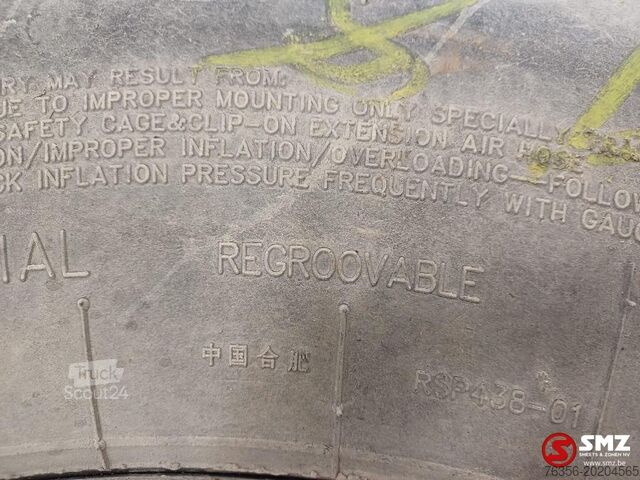 RY MAY RESULT FROM:
UE TO IMPROPER MOUNTING ONLY SPECIALLY
SAFETY CAGE&CLIP-ON EXTENSION AIR HOSE
ON/IMPROPER INFLATION/OVERLOADING—FOLLOW
CK INFLATION PRESSURE FREQUENTLY WITH GAUG
IAL REGROOVABLE
中国合肥 RSP438-01
Truck
Scout24
SMZ
SHEETS & ZONEN
www.smz.be
76356-20204565